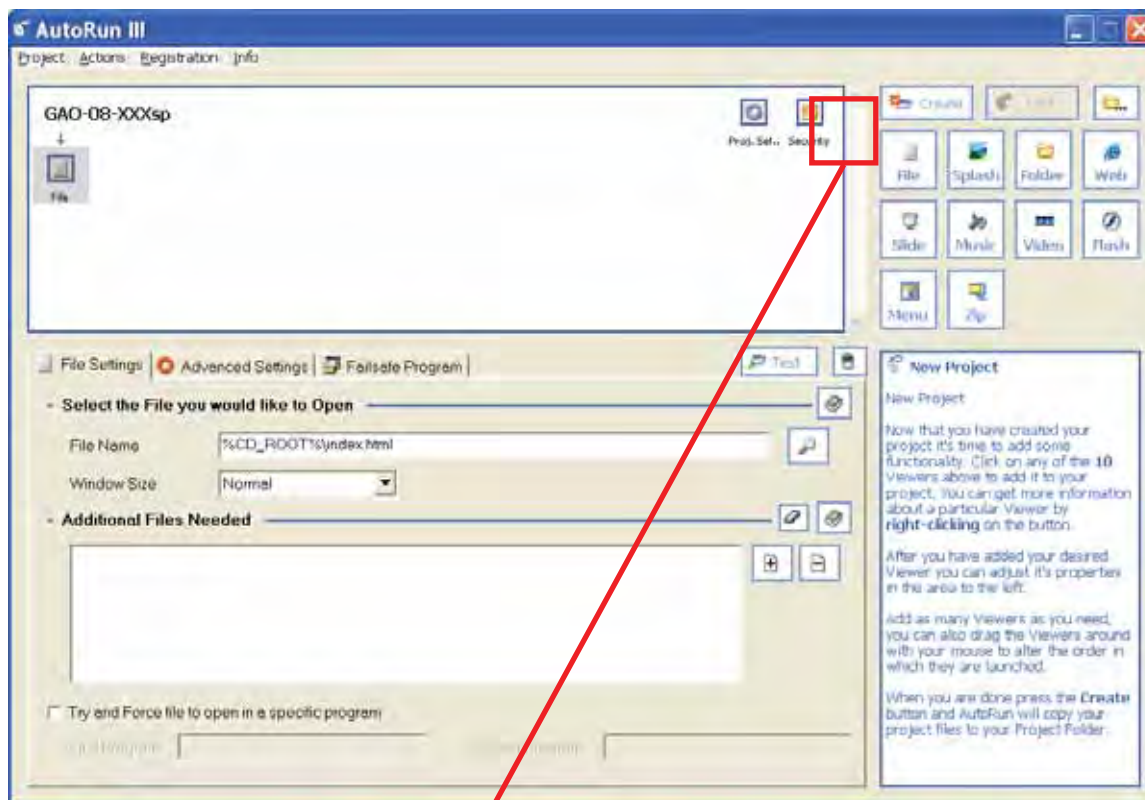 AutoRun III
Project Actions Registration Info
GAO-08-XXXsp
Proj. Set.. Security
File
Create
File Splash Folder Web
Slide Music Video Flash
Menu Zip
File Settings Advanced Settings Failsafe Program Test
- Select the File you would like to Open
File Name %CD_ROOT%\index.html
Window Size Normal
- Additional Files Needed
Try and Force file to open in a specific program
New Project
New Project
Now that you have created your
project it's time to add some
functionality. Click on any of the 10
Viewers above to add it to your
project. You can get more information
about a particular Viewer by
right-clicking on the button.
After you have added your desired
Viewer you can adjust it's properties
in the area to the left.
Add as many Viewers as you need,
you can also drag the Viewers around
with your mouse to alter the order in
which they are launched.
When you are done press the Create
button and AutoRun will copy your
project files to your Project Folder.